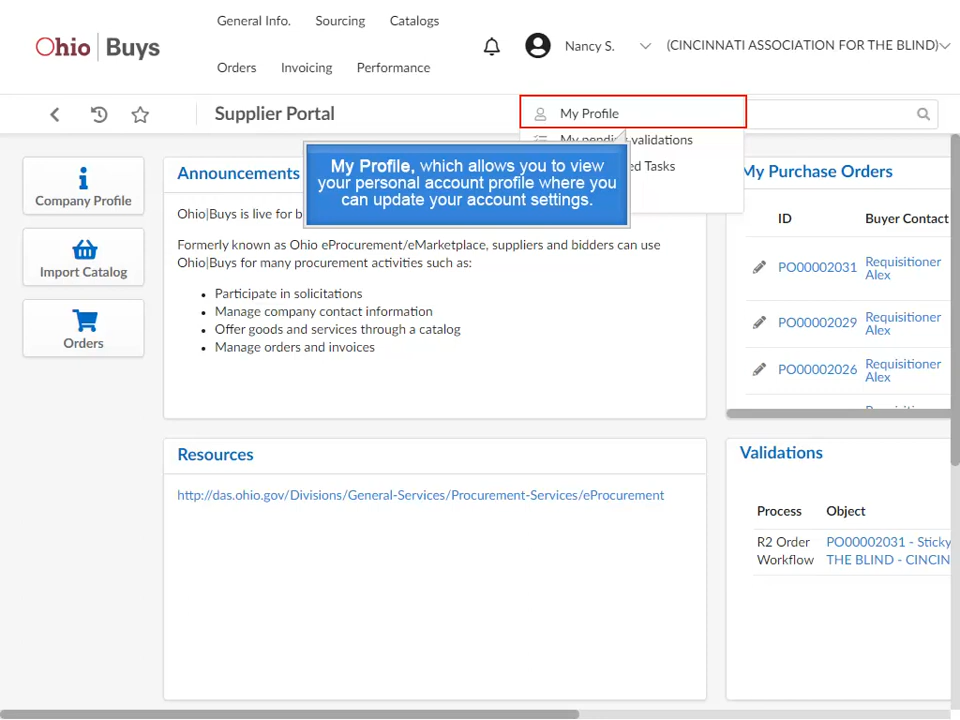 General Info. Sourcing Catalogs
Ohio Buys
Nancy S. (CINCINNATI ASSOCIATION FOR THE BLIND)
Orders Invoicing Performance
Supplier Portal
My Profile
validations
Tasks
My Profile, which allows you to view
your personal account profile where you
can update your account settings.
Company Profile
Import Catalog
Orders
Announcements
Ohio|Buys is live for
Formerly known as Ohio eProcurement/eMarketplace, suppliers and bidders can use
Ohio|Buys for many procurement activities such as:
• Participate in solicitations
• Manage company contact information
• Offer goods and services through a catalog
• Manage orders and invoices
My Purchase Orders
ID Buyer Contact
PO00002031 Requisitioner
Alex
PO00002029 Requisitioner
Alex
PO00002026 Requisitioner
Alex
Resources
http://das.ohio.gov/Divisions/General-Services/Procurement-Services/eProcurement
Validations
Process Object
R2 Order PO00002031 - Sticky
Workflow THE BLIND - CINCIN